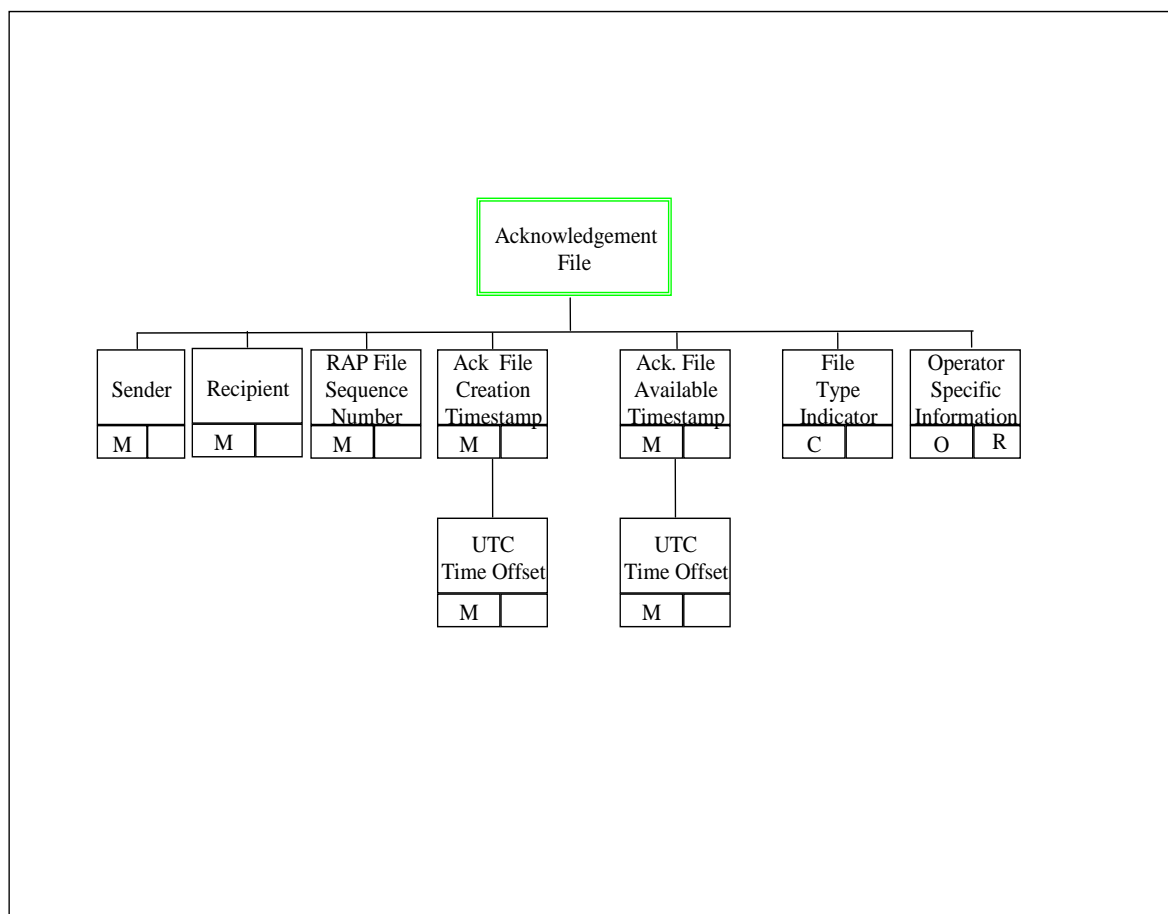 Acknowledgement
File
Sender
M
Recipient
M
RAP File
Sequence
Number
M
Ack File
Creation
Timestamp
M
Ack. File
Available
Timestamp
M
File
Type
Indicator
C
Operator
Specific
Information
O R
UTC
Time Offset
M
UTC
Time Offset
M